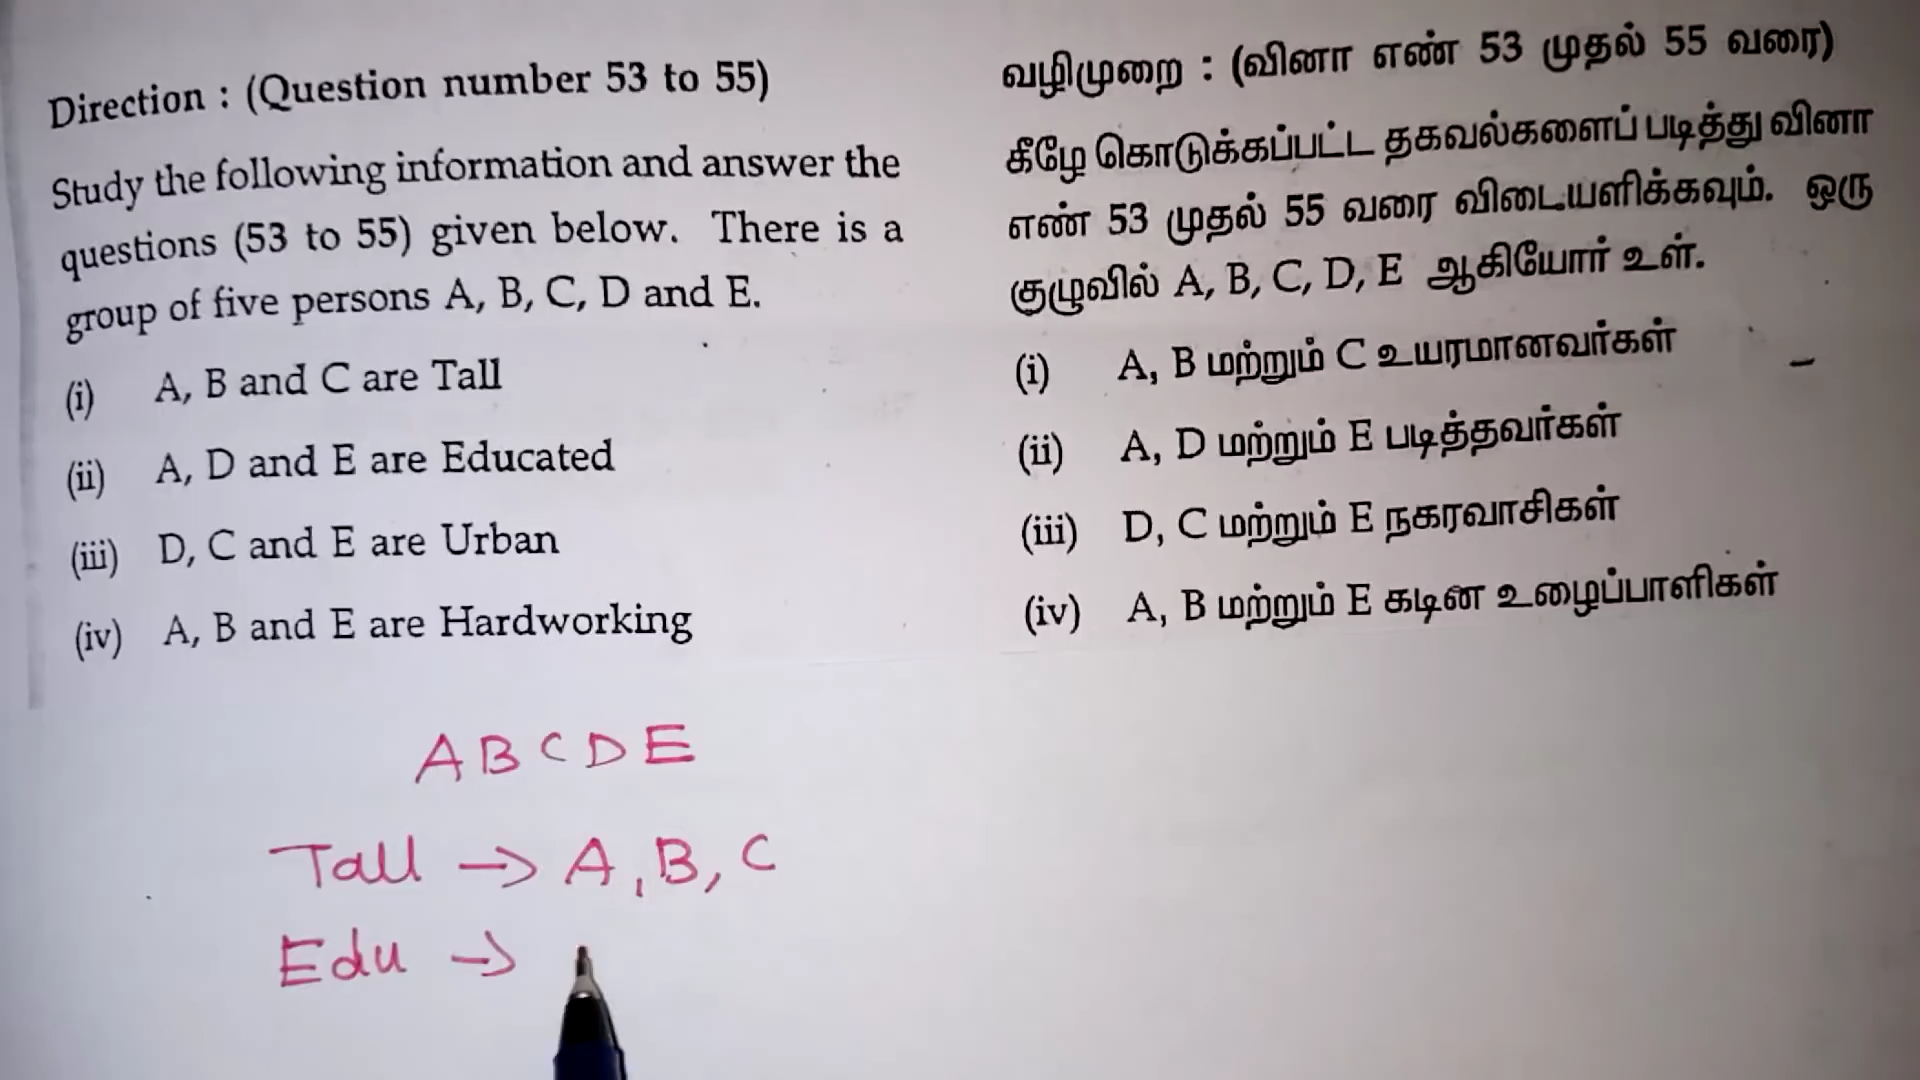 Direction : (Question number 53 to 55)
Study the following information and answer the
questions (53 to 55) given below. There is a
group of five persons A, B, C, D and E.
(i) A, B and C are Tall
(ii) A, D and E are Educated
(iii) D, C and E are Urban
(iv) A, B and E are Hardworking
வழிமுறை : (வினா எண் 53 முதல் 55 வரை)
கீழே கொடுக்கப்பட்ட தகவல்களைப் படித்து வினா
எண் 53 முதல் 55 வரை விடையளிக்கவும். ஒரு
குழுவில் A, B, C, D, E ஆகியோர் உள்.
(i) A, B மற்றும் C உயரமானவர்கள்
(ii) A, D மற்றும் E படித்தவர்கள்
(iii) D, C மற்றும் E நகரவாசிகள்
(iv) A, B மற்றும் E கடின உழைப்பாளிகள்
A B C D E
Tall → A, B, C
Edu →